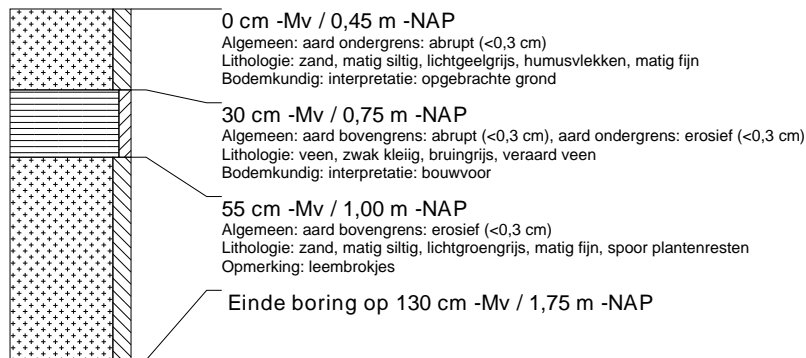 0 cm -Mv / 0,45 m -NAP
Algemeen: aard ondergrens: abrupt (<0,3 cm)
Lithologie: zand, matig siltig, lichtgeelgrijs, humusvlekken, matig fijn
Bodemkundig: interpretatie: opgebrachte grond
30 cm -Mv / 0,75 m -NAP
Algemeen: aard bovengrens: abrupt (<0,3 cm), aard ondergrens: erosief (<0,3 cm)
Lithologie: veen, zwak kleiig, bruingrijs, veraard veen
Bodemkundig: interpretatie: bouwvoor
55 cm -Mv / 1,00 m -NAP
Algemeen: aard bovengrens: erosief (<0,3 cm)
Lithologie: zand, matig siltig, lichtgroengrijs, matig fijn, spoor plantenresten
Opmerking: leembrokjes
Einde boring op 130 cm -Mv / 1,75 m -NAP